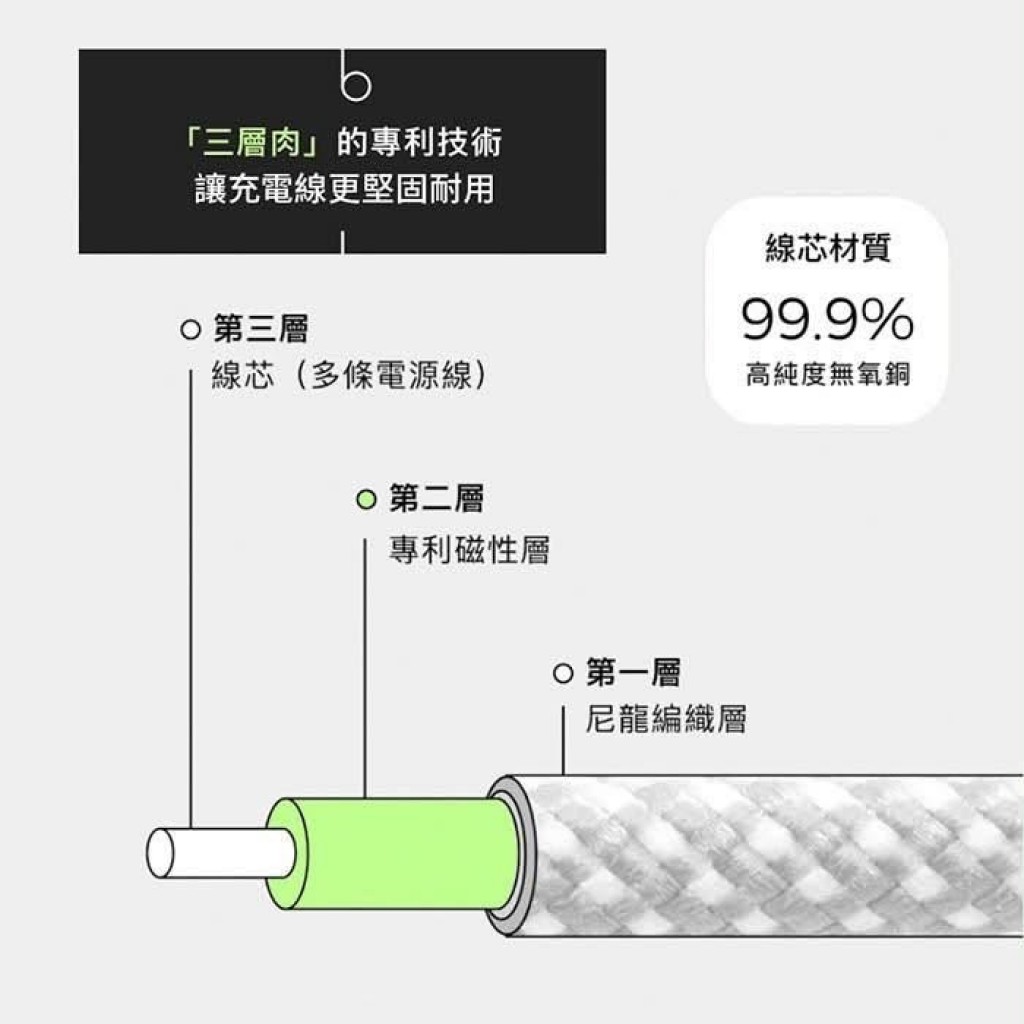 「三層肉」的專利技術
讓充電線更堅固耐用
線芯材質
99.9%
高純度無氧銅
第三層
線芯（多條電源線）
第二層
專利磁性層
第一層
尼龍編織層